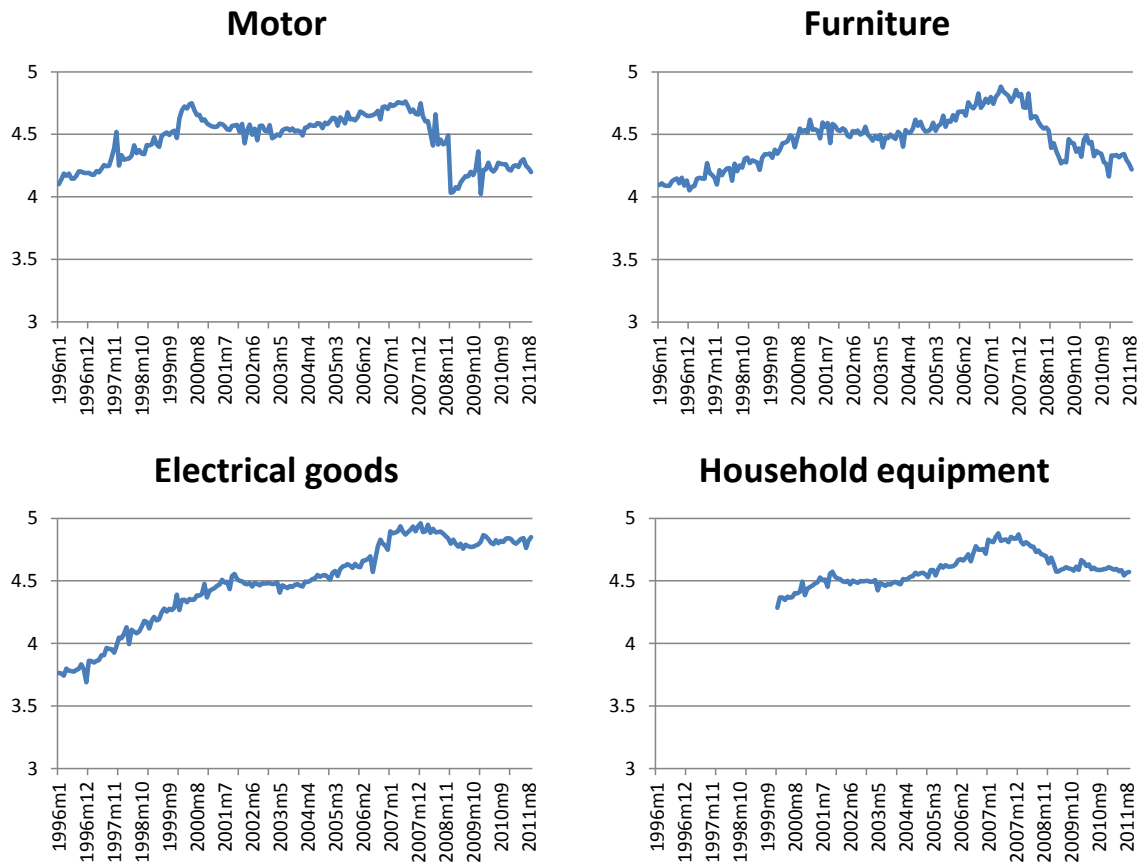 Motor
5
4.5
4
3.5
3
1996m1
1996m12
1997m11
1998m10
1999m9
2000m8
2001m7
2002m6
2003m5
2004m4
2005m3
2006m2
2007m1
2007m12
2008m11
2009m10
2010m9
2011m8
Furniture
5
4.5
4
3.5
3
1996m1
1996m12
1997m11
1998m10
1999m9
2000m8
2001m7
2002m6
2003m5
2004m4
2005m3
2006m2
2007m1
2007m12
2008m11
2009m10
2010m9
2011m8
Electrical goods
5
4.5
4
3.5
3
1996m1
1996m12
1997m11
1998m10
1999m9
2000m8
2001m7
2002m6
2003m5
2004m4
2005m3
2006m2
2007m1
2007m12
2008m11
2009m10
2010m9
2011m8
Household equipment
5
4.5
4
3.5
3
1996m1
1996m12
1997m11
1998m10
1999m9
2000m8
2001m7
2002m6
2003m5
2004m4
2005m3
2006m2
2007m1
2007m12
2008m11
2009m10
2010m9
2011m8